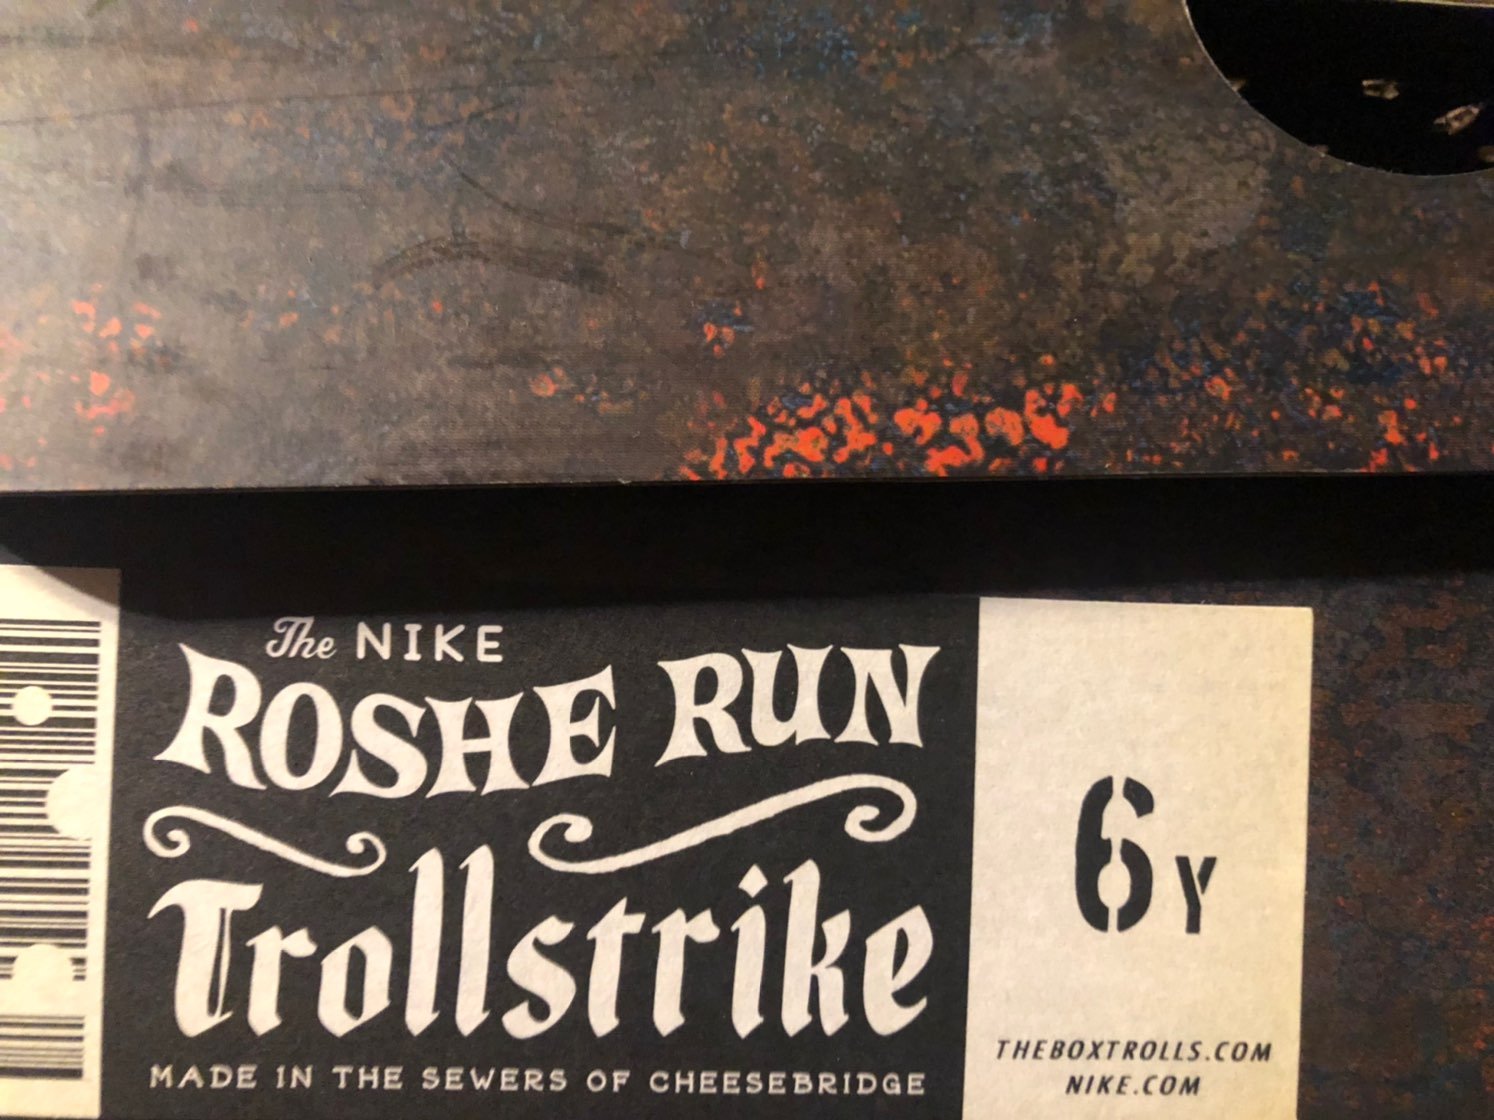 The NIKE
ROSHE RUN
Trollstrike
MADE IN THE SEWERS OF CHEESEBRIDGE
6Y
THEBOXTROLLS.COM
NIKE.COM